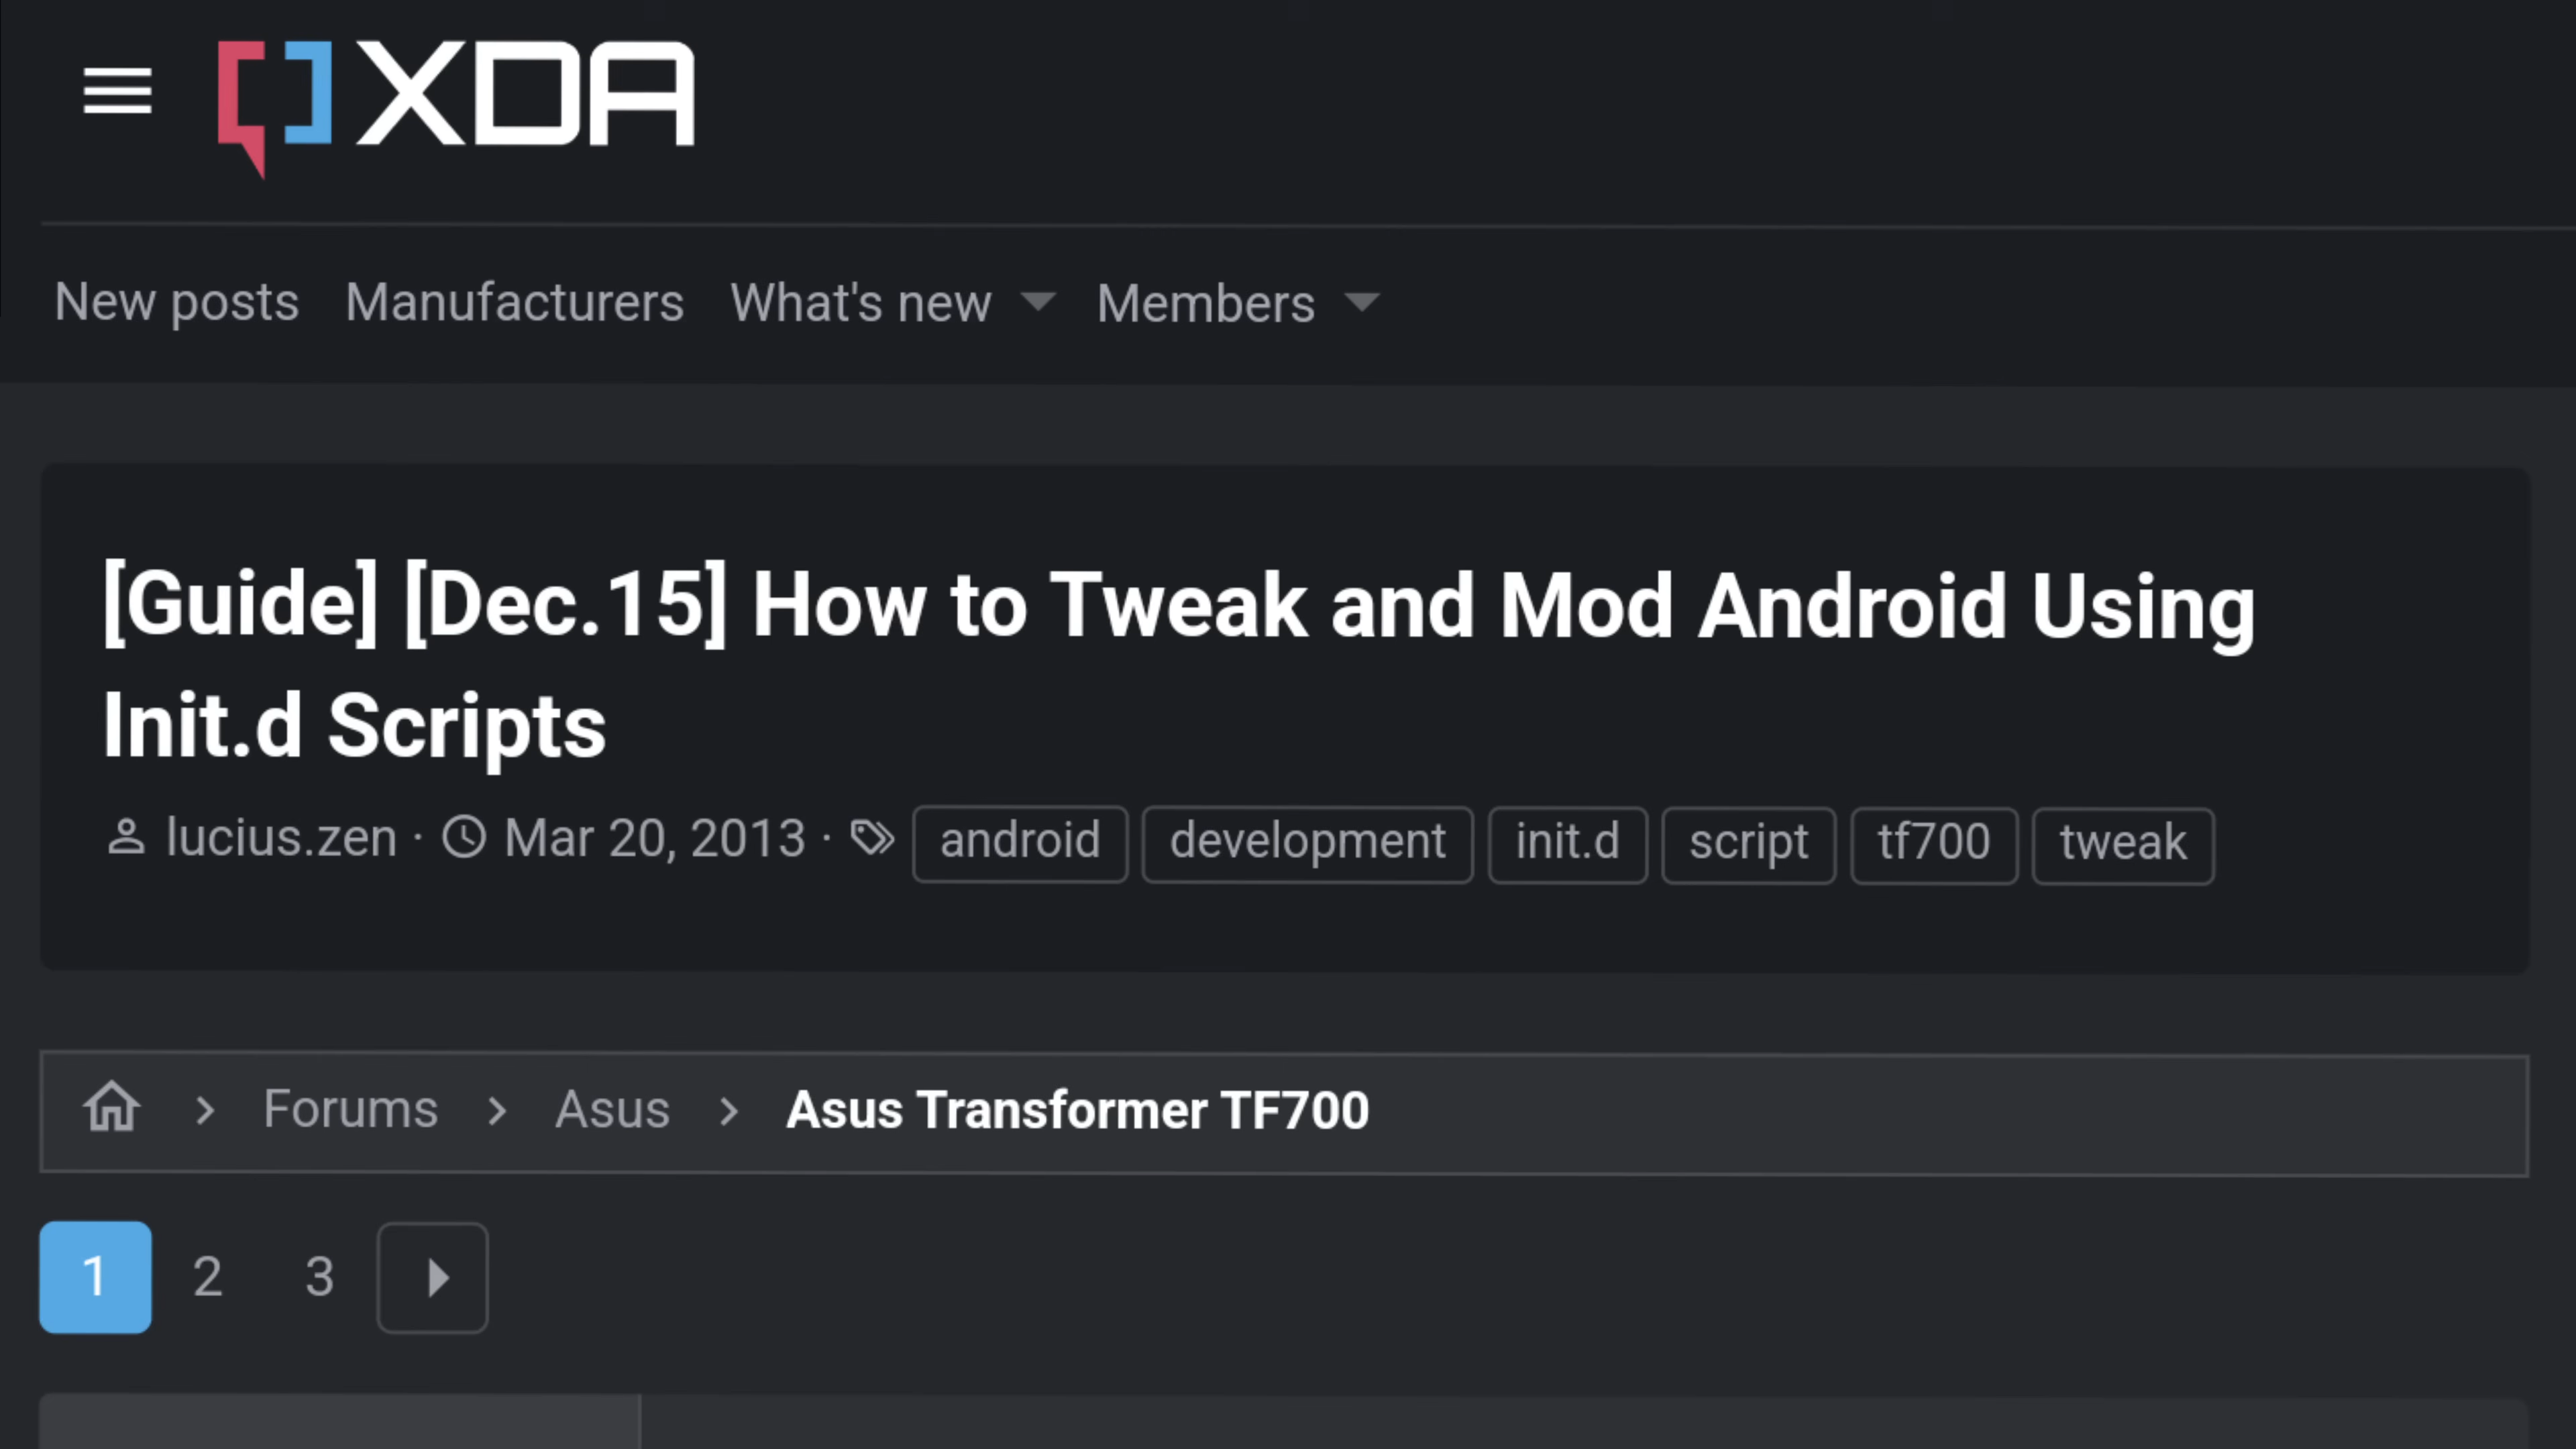 XDA
New posts Manufacturers What's new Members
[Guide] [Dec.15] How to Tweak and Mod Android Using
Init.d Scripts
lucius.zen · Mar 20, 2013 · android development init.d script tf700 tweak
Forums > Asus > Asus Transformer TF700
1 2 3